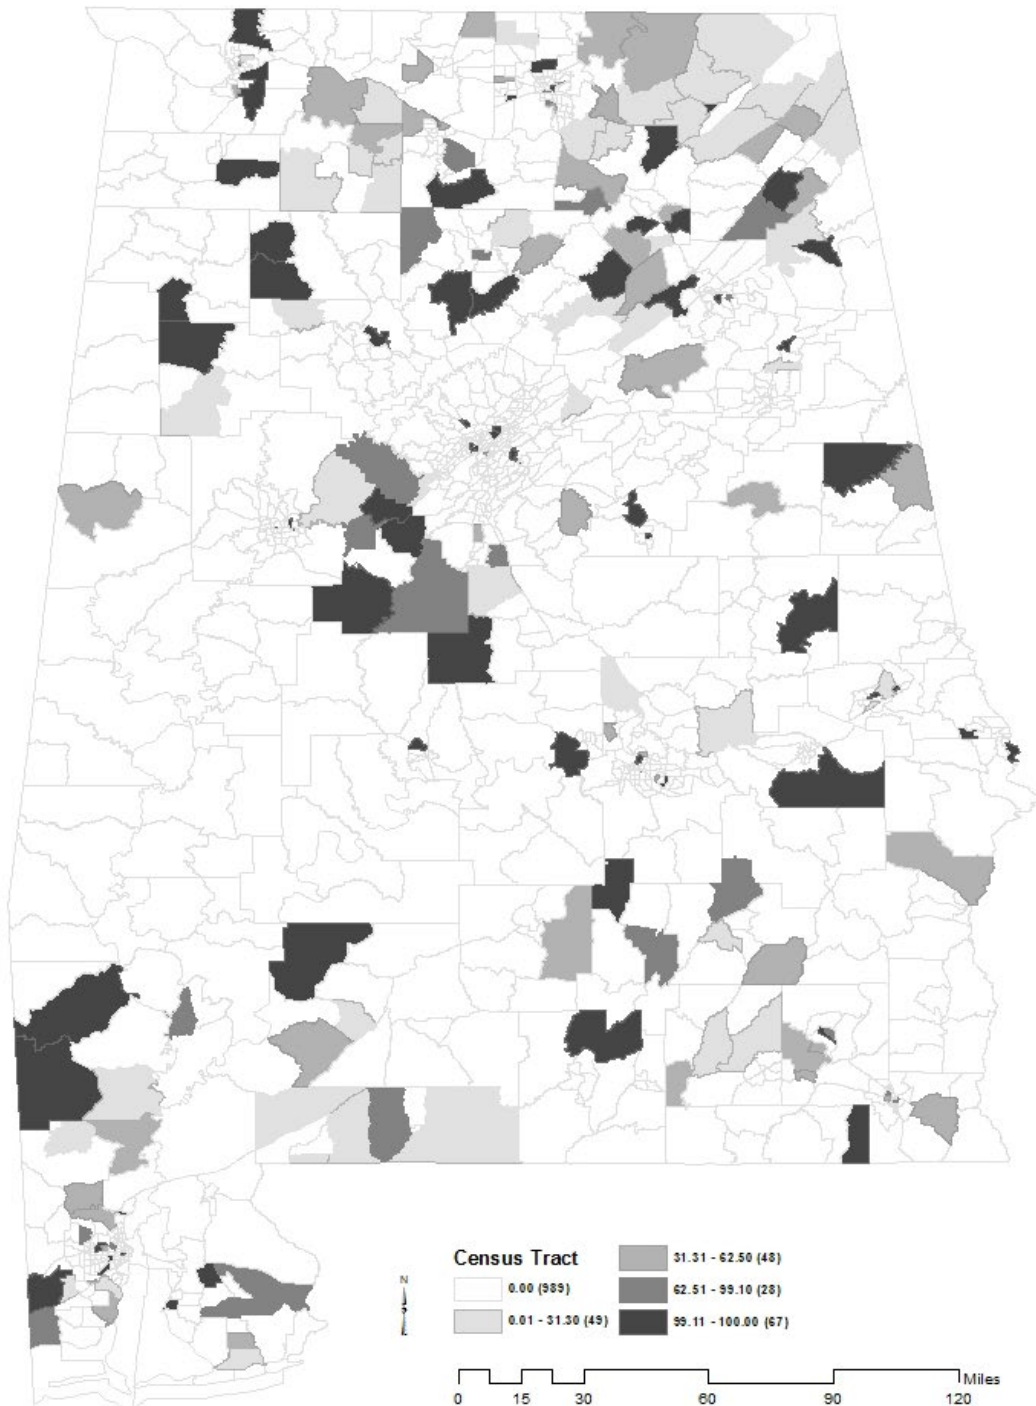 Census Tract
0.00 (989)
0.01 - 31.30 (49)
31.31 - 62.50 (48)
62.51 - 99.10 (28)
99.11 - 100.00 (67)
N
Miles
0 15 30 60 90 120